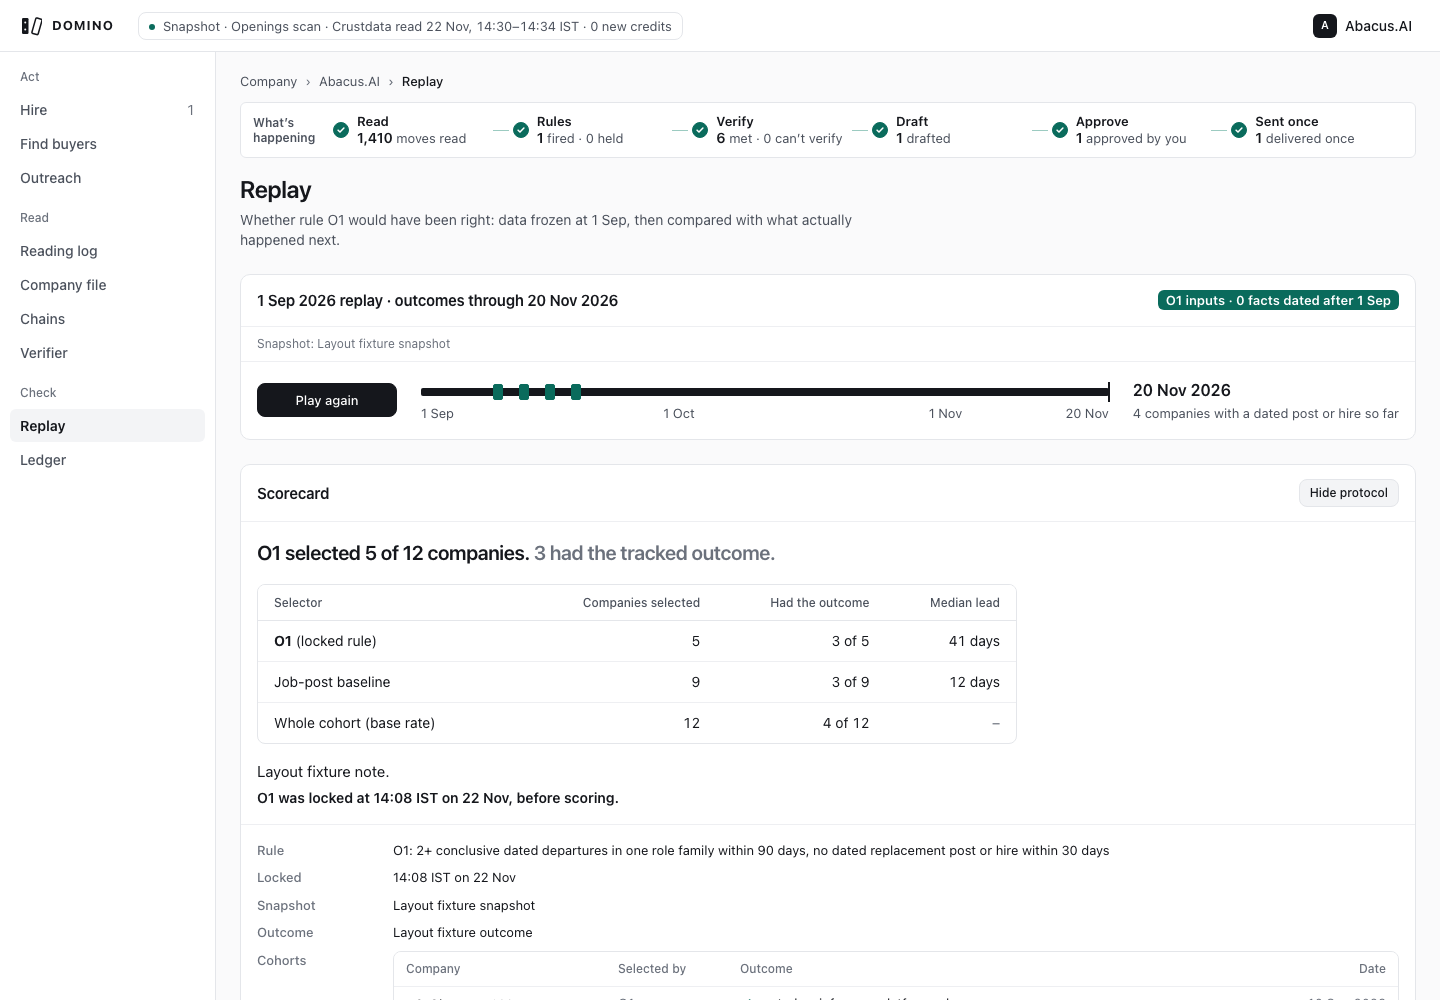 DOMINO
Snapshot · Openings scan · Crustdata read 22 Nov, 14:30–14:34 IST · 0 new credits
A
Abacus.AI
Act
Hire 1
Find buyers
Outreach
Read
Reading log
Company file
Chains
Verifier
Check
Replay
Ledger
Company › Abacus.AI › Replay
What's happening
Read
1,410 moves read
Rules
1 fired · 0 held
Verify
6 met · 0 can't verify
Draft
1 drafted
Approve
1 approved by you
Sent once
1 delivered once
Replay
Whether rule O1 would have been right: data frozen at 1 Sep, then compared with what actually
happened next.
1 Sep 2026 replay · outcomes through 20 Nov 2026
O1 inputs · 0 facts dated after 1 Sep
Snapshot: Layout fixture snapshot
Play again
1 Sep 1 Oct 1 Nov 20 Nov
20 Nov 2026
4 companies with a dated post or hire so far
Scorecard
Hide protocol
O1 selected 5 of 12 companies. 3 had the tracked outcome.
Selector Companies selected Had the outcome Median lead
O1 (locked rule) 5 3 of 5 41 days
Job-post baseline 9 3 of 9 12 days
Whole cohort (base rate) 12 4 of 12 –
Layout fixture note.
O1 was locked at 14:08 IST on 22 Nov, before scoring.
Rule O1: 2+ conclusive dated departures in one role family within 90 days, no dated replacement post or hire within 30 days
Locked 14:08 IST on 22 Nov
Snapshot Layout fixture snapshot
Outcome Layout fixture outcome
Cohorts
Company Selected by Outcome Date